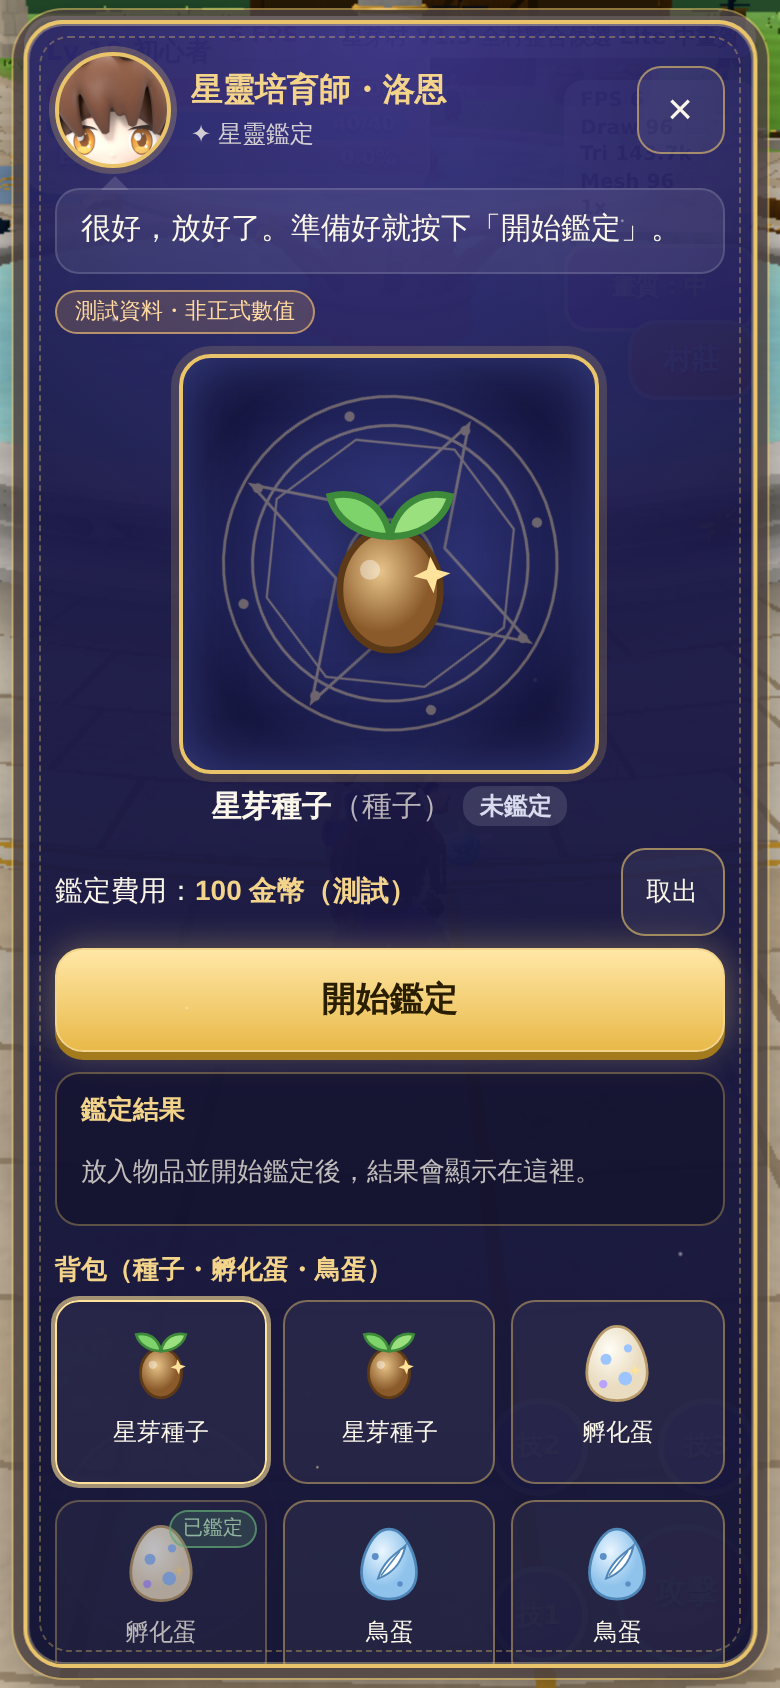 星靈培育師・洛恩
✦ 星靈鑑定
✕
很好，放好了。準備好就按下「開始鑑定」。
測試資料・非正式數值
星芽種子（種子） 未鑑定
鑑定費用：100 金幣（測試）
取出
開始鑑定
鑑定結果
放入物品並開始鑑定後，結果會顯示在這裡。
背包（種子・孵化蛋・鳥蛋）
星芽種子
星芽種子
孵化蛋
已鑑定
孵化蛋
鳥蛋
鳥蛋